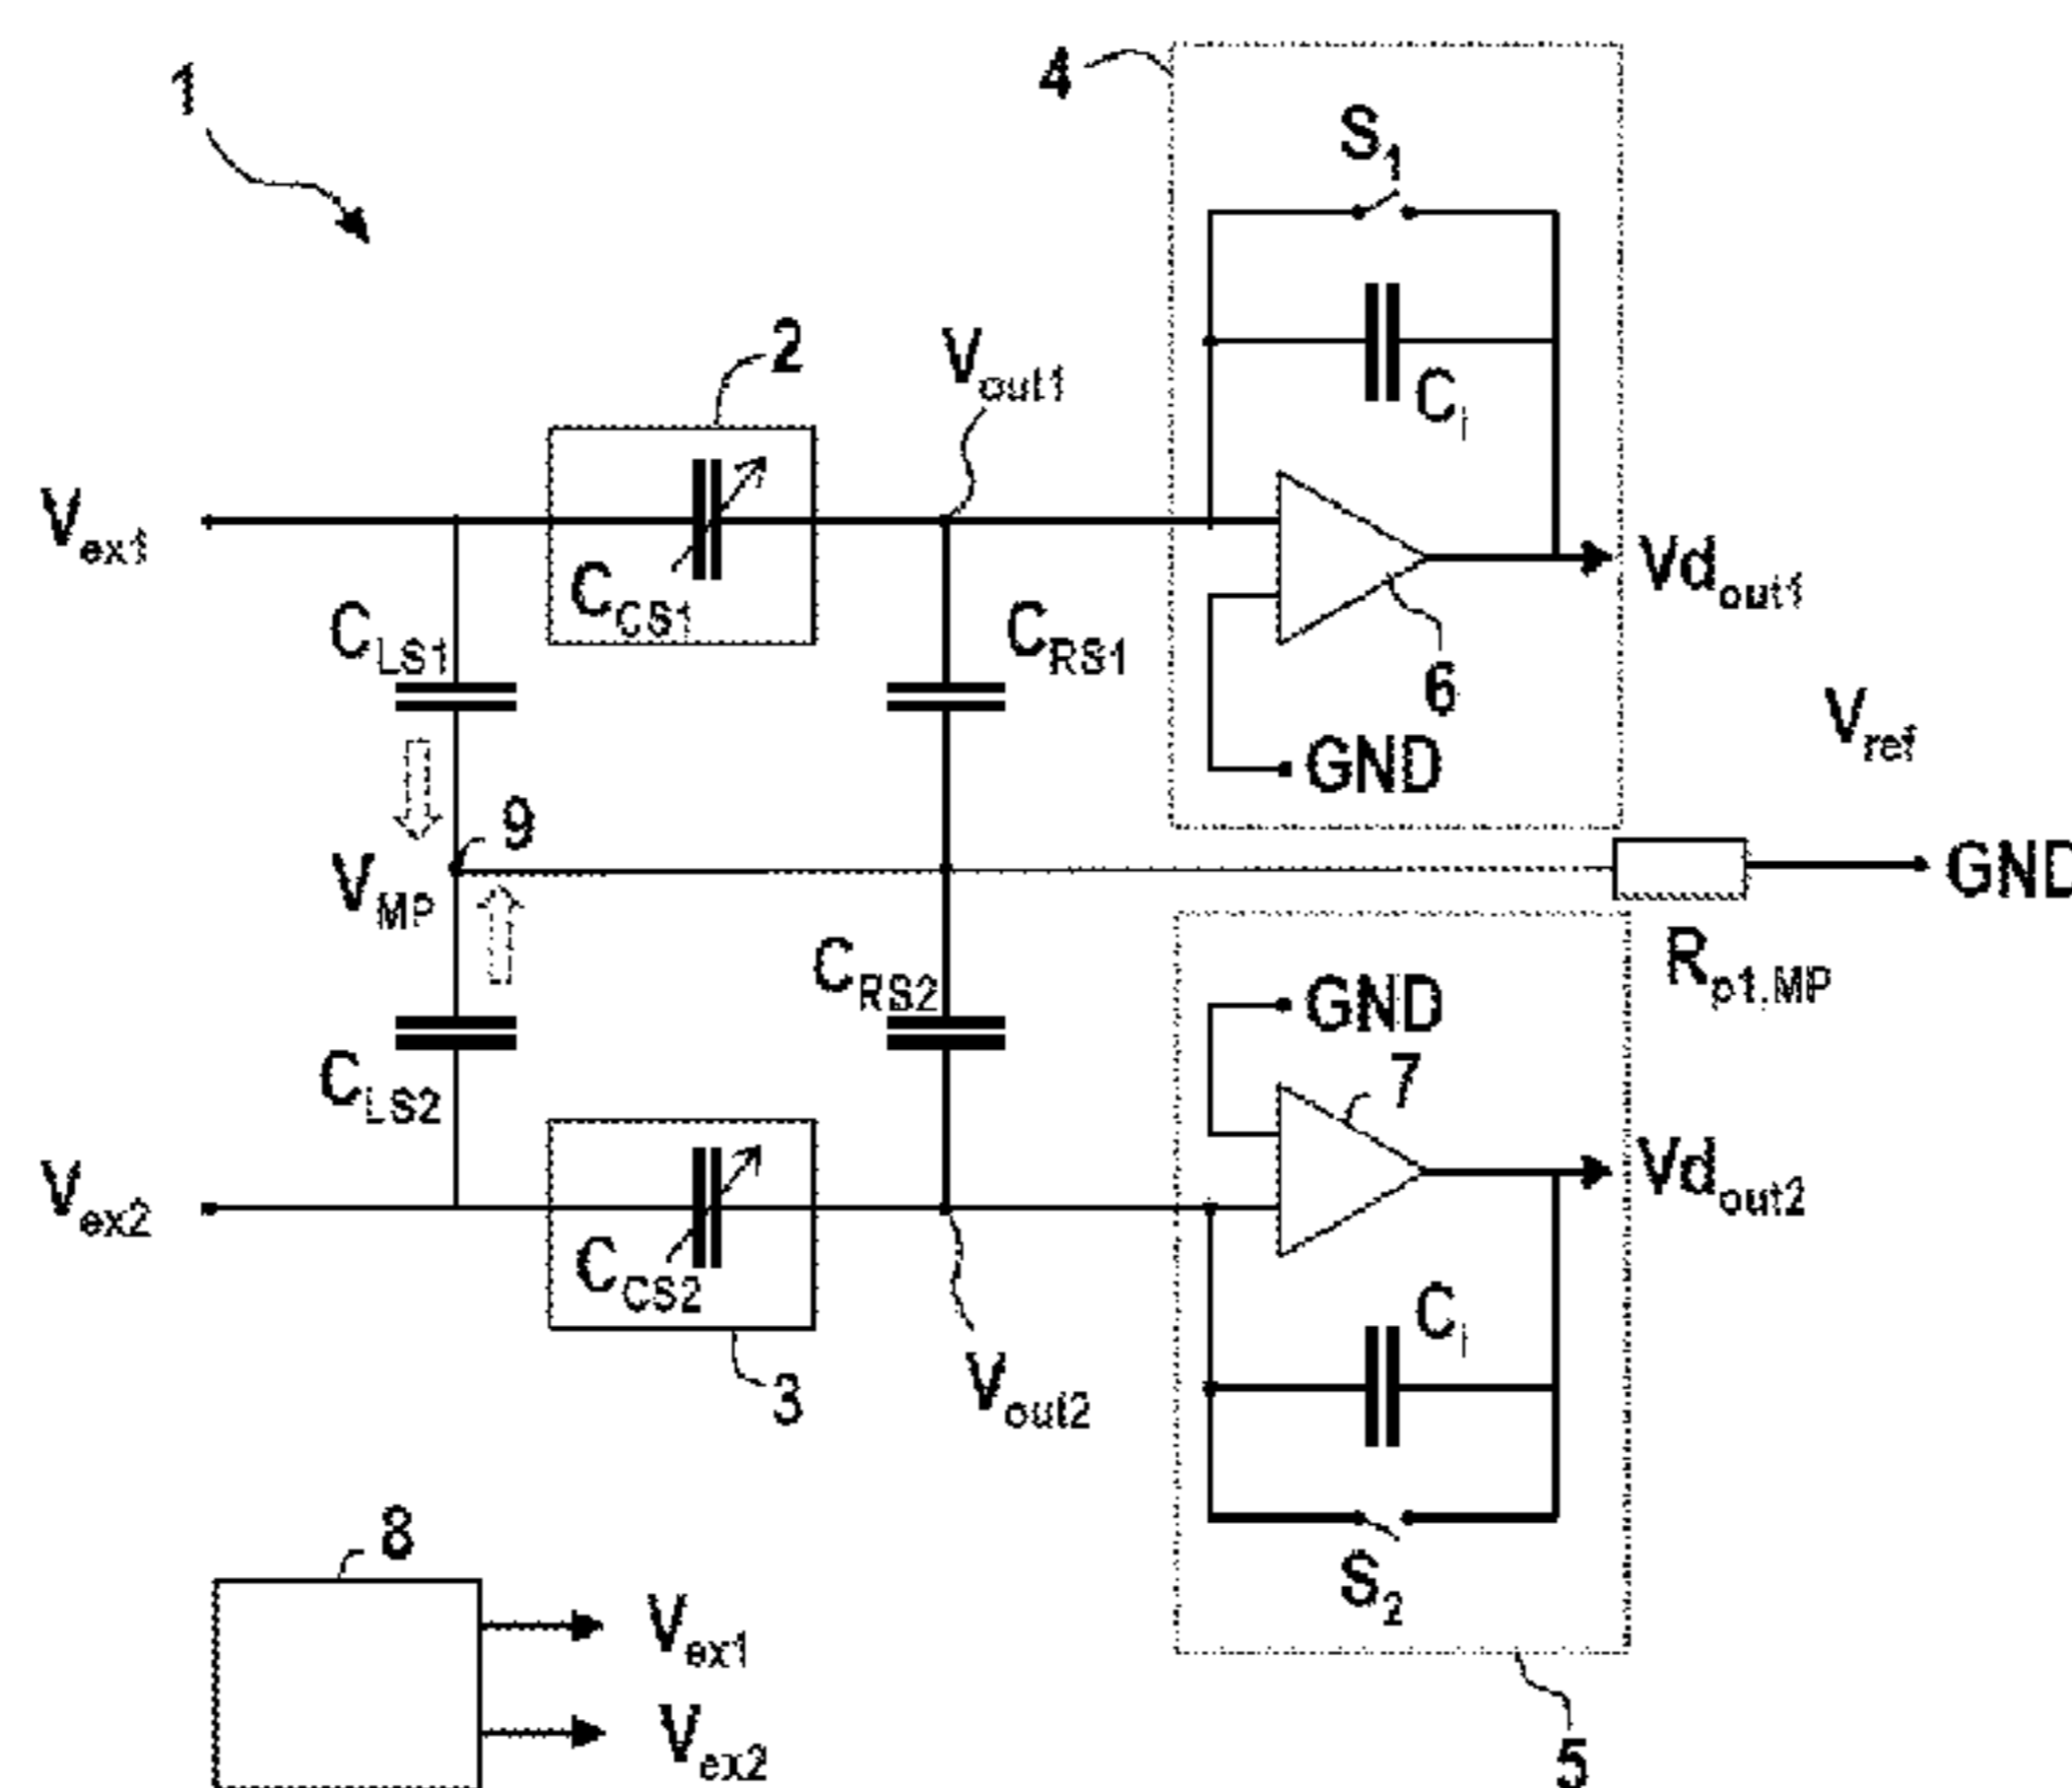 1
4
S1
2
Vout1
Ci
Vex1
CCS1
Vdout1
CLS1
CRS1
6
Vref
GND
9
VMP
GND
CRS2
Rp1.MP
GND
7
CLS2
Vdout2
Vex2
CCS2
Ci
3
Vout2
8
S2
Vex1
Vex2
5